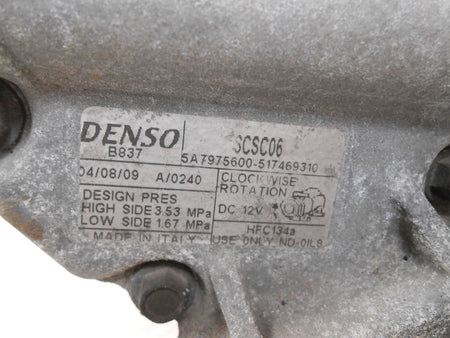 DENSO SCSC06
B837 5A7975600-517469310
04/08/09 A/0240 CLOCKWISE
ROTATION
DESIGN PRES
HIGH SIDE 3.53 MPa DC 12V
LOW SIDE 1.67 MPa HFC134a
MADE IN ITALY USE ONLY ND-OIL8